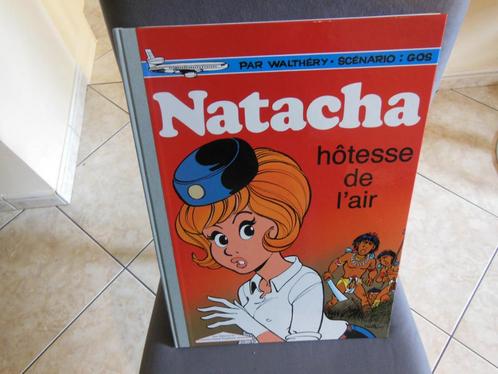 PAR WALTHÉRY · SCÉNARIO : GOS
Natacha
hôtesse
de
l'air